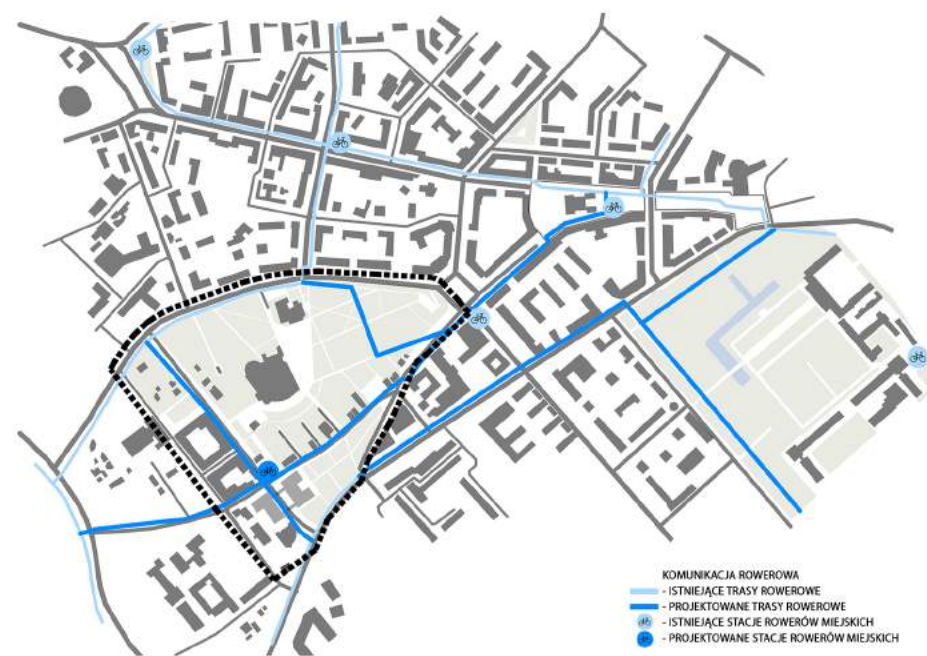 KOMUNIKACJA ROWEROWA
- ISTNIEJĄCE TRASY ROWEROWE
- PROJEKTOWANE TRASY ROWEROWE
- ISTNIEJĄCE STACJE ROWERÓW MIEJSKICH
- PROJEKTOWANE STACJE ROWERÓW MIEJSKICH